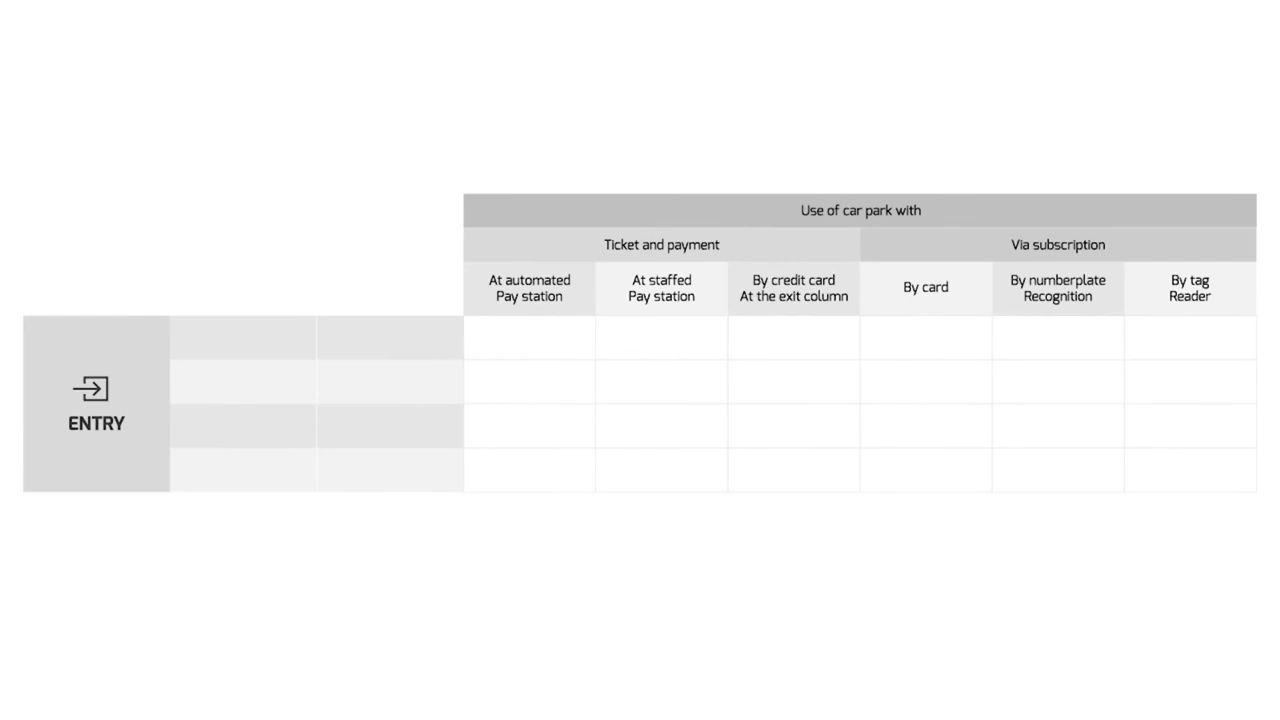 Use of car park with
Ticket and payment
Via subscription
At automated
Pay station
At staffed
Pay station
By credit card
At the exit column
By card
By numberplate
Recognition
By tag
Reader
ENTRY